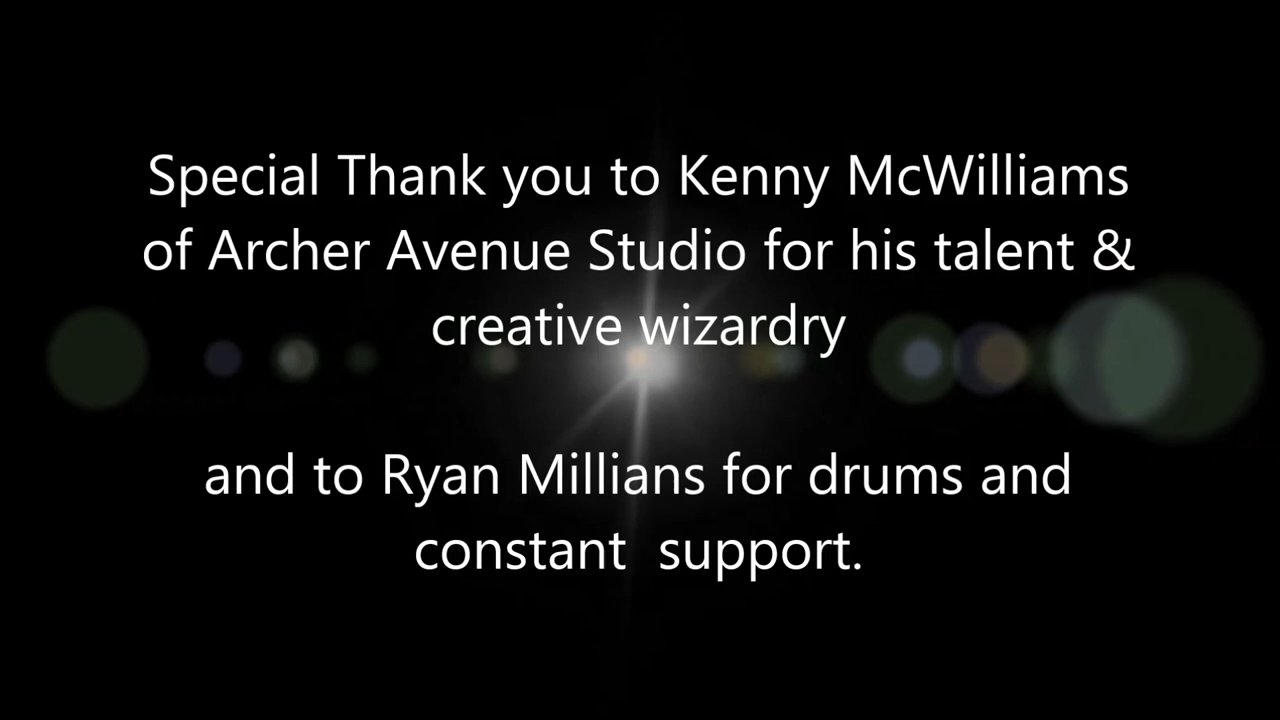 Special Thank you to Kenny McWilliams
of Archer Avenue Studio for his talent &
creative wizardry
and to Ryan Millians for drums and
constant  support.